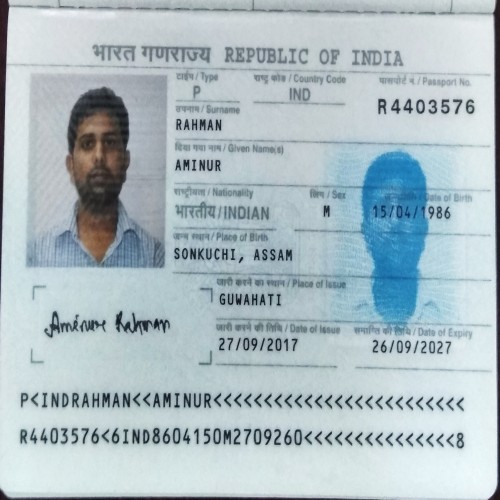 भारत गणराज्य REPUBLIC OF INDIA
टाईप / Type
राष्ट्र कोड / Country Code
पासपोर्ट नं. / Passport No.
P
IND
R4403576
उपनाम / Surname
RAHMAN
दिया गया नाम / Given Name(s)
AMINUR
राष्ट्रीयता / Nationality
लिंग / Sex
Date of Birth
भारतीय/INDIAN
M
15/04/1986
जन्म स्थान / Place of Birth
SONKUCHI, ASSAM
जारी करने का स्थान / Place of Issue
GUWAHATI
जारी करने की तिथि / Date of Issue
समाप्ति की तिथि / Date of Expiry
27/09/2017
26/09/2027
Aminur Rahman
P<INDRAHMAN<<AMINUR<<<<<<<<<<<<<<<<<<<<<<<<<
R4403576<6IND8604150M2709260<<<<<<<<<<<<<<<8